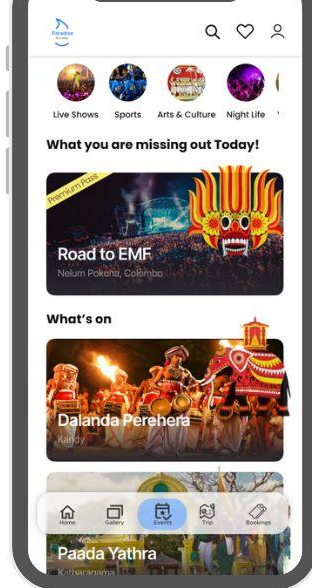 Paradise
Live Shows
Sports
Arts & Culture
Night Life
What you are missing out Today!
Premium Pass
Road to EMF
Nelum Pokuna, Colombo
What's on
Dalanda Perehera
Kandy
Paada Yathra
Katharagama
Home
Gallery
Events
Trip
Bookings